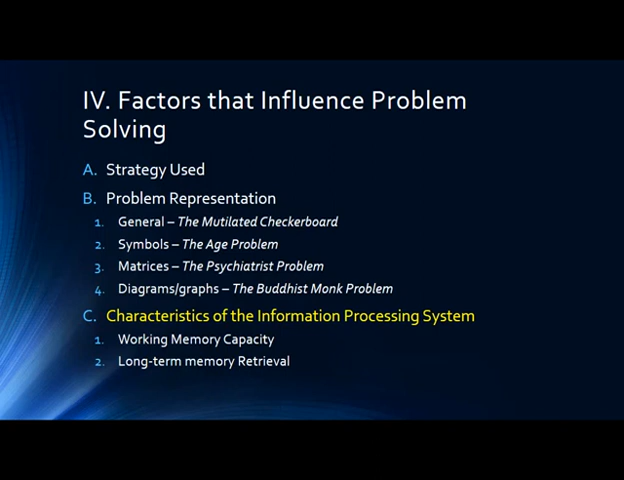 IV. Factors that Influence Problem
Solving
A. Strategy Used
B. Problem Representation
1. General – The Mutilated Checkerboard
2. Symbols – The Age Problem
3. Matrices – The Psychiatrist Problem
4. Diagrams/graphs – The Buddhist Monk Problem
C. Characteristics of the Information Processing System
1. Working Memory Capacity
2. Long-term memory Retrieval